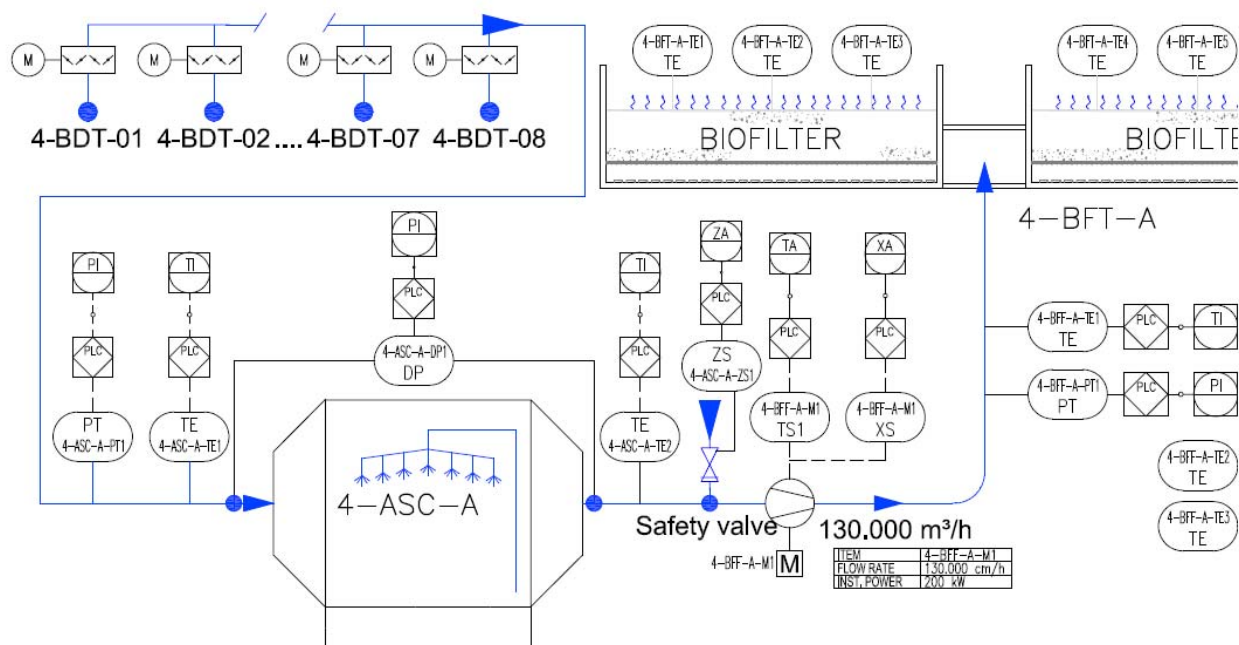 4-BFT-A-TE1
TE
4-BFT-A-TE2
TE
4-BFT-A-TE3
TE
4-BFT-A-TE4
TE
4-BFT-A-TE5
TE
M
M
M
M
4-BDT-01 4-BDT-02.... 4-BDT-07 4-BDT-08
BIOFILTER
BIOFILTE
4-BFT-A
PI
TI
PI
TI
ZA
TA
XA
PLC
PLC
PLC
PLC
PLC
PLC
PLC
PT
4-ASC-A-PT1
TE
4-ASC-A-TE1
4-ASC-A-DP1
DP
TE
4-ASC-A-TE2
ZS
4-ASC-A-ZS1
4-BFF-A-M1
TS1
4-BFF-A-M1
XS
4-BFF-A-TE1
TE
PLC
TI
4-BFF-A-PT1
PT
PLC
PI
4-BFF-A-TE2
TE
4-BFF-A-TE3
TE
4-ASC-A
Safety valve
130.000 m³/h
4-BFF-A-M1 M
ITEM 4-BFF-A-M1
FLOW RATE 130.000 cm/h
INST. POWER 200 kW